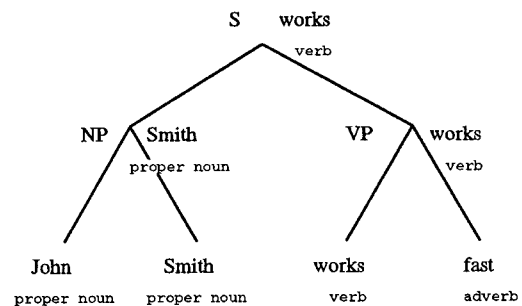 S works
verb
NP Smith VP works
proper noun verb
John Smith works fast
proper noun proper noun verb adverb